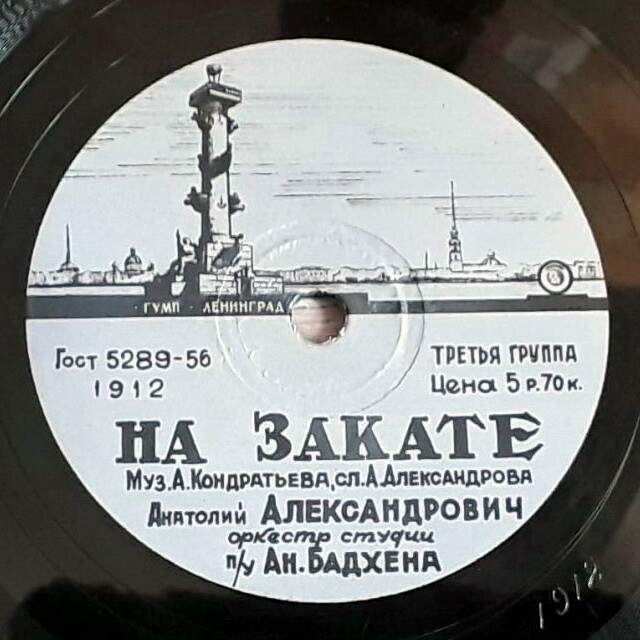 · ГУМП · ЛЕНИНГРАД
Гост 5289-56
1912
ТРЕТЬЯ ГРУППА
Цена 5 р. 70 к.
НА ЗАКАТЕ
Муз. А. Кондратьева, сл. А. Александрова
Анатолий АЛЕКСАНДРОВИЧ
оркестр студии
п/у Ан. БАДХЕНА
1912